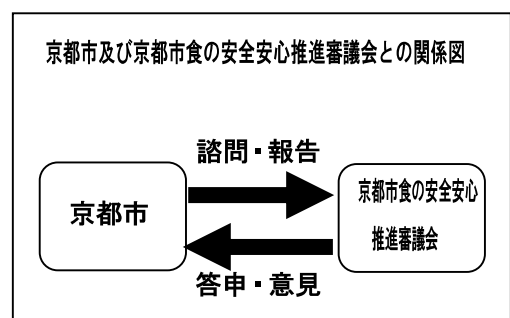 京都市及び京都市食の安全安心推進審議会との関係図
諮問・報告
京都市
京都市食の安全安心
推進審議会
答申・意見